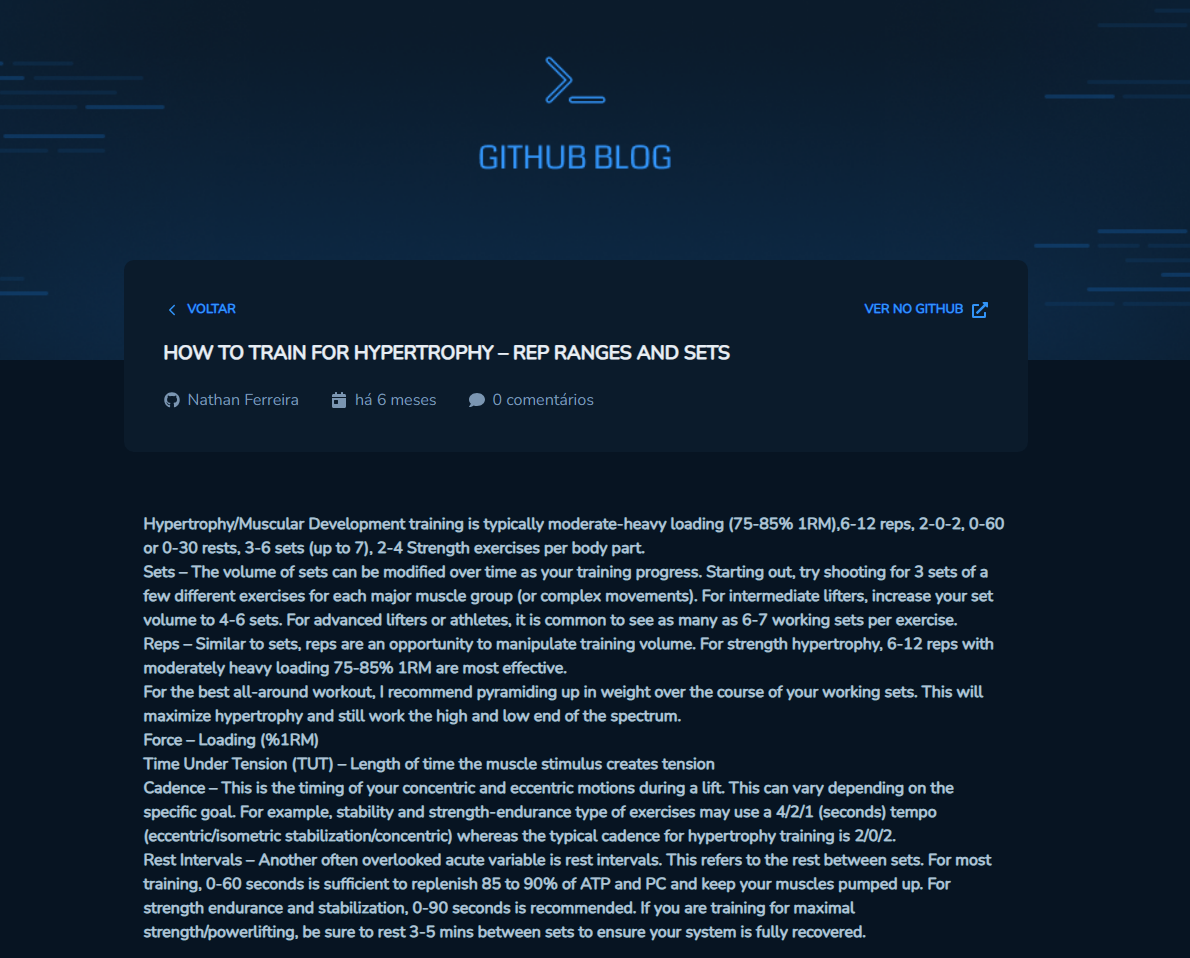 GITHUB BLOG
VOLTAR
VER NO GITHUB
HOW TO TRAIN FOR HYPERTROPHY – REP RANGES AND SETS
Nathan Ferreira
há 6 meses
0 comentários
Hypertrophy/Muscular Development training is typically moderate-heavy loading (75-85% 1RM),6-12 reps, 2-0-2, 0-60
or 0-30 rests, 3-6 sets (up to 7), 2-4 Strength exercises per body part.
Sets – The volume of sets can be modified over time as your training progress. Starting out, try shooting for 3 sets of a
few different exercises for each major muscle group (or complex movements). For intermediate lifters, increase your set
volume to 4-6 sets. For advanced lifters or athletes, it is common to see as many as 6-7 working sets per exercise.
Reps – Similar to sets, reps are an opportunity to manipulate training volume. For strength hypertrophy, 6-12 reps with
moderately heavy loading 75-85% 1RM are most effective.
For the best all-around workout, I recommend pyramiding up in weight over the course of your working sets. This will
maximize hypertrophy and still work the high and low end of the spectrum.
Force – Loading (%1RM)
Time Under Tension (TUT) – Length of time the muscle stimulus creates tension
Cadence – This is the timing of your concentric and eccentric motions during a lift. This can vary depending on the
specific goal. For example, stability and strength-endurance type of exercises may use a 4/2/1 (seconds) tempo
(eccentric/isometric stabilization/concentric) whereas the typical cadence for hypertrophy training is 2/0/2.
Rest Intervals – Another often overlooked acute variable is rest intervals. This refers to the rest between sets. For most
training, 0-60 seconds is sufficient to replenish 85 to 90% of ATP and PC and keep your muscles pumped up. For
strength endurance and stabilization, 0-90 seconds is recommended. If you are training for maximal
strength/powerlifting, be sure to rest 3-5 mins between sets to ensure your system is fully recovered.